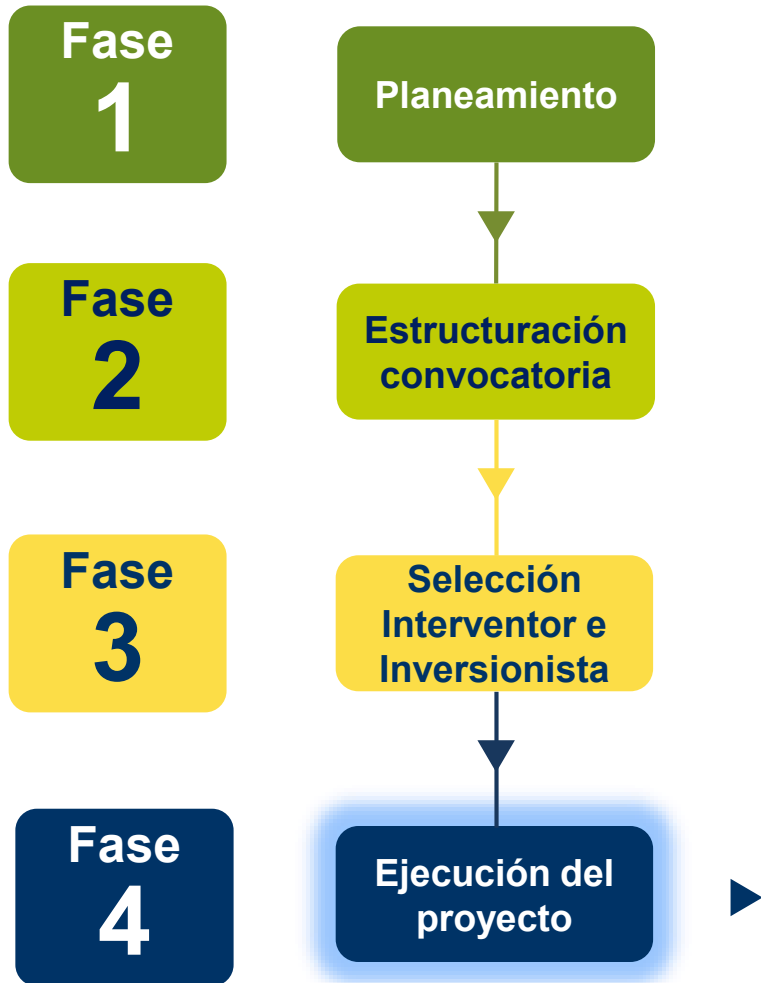 Fase
1
Planeamiento
Fase
2
Estructuración
convocatoria
Fase
3
Selección
Interventor e
Inversionista
Fase
4
Ejecución del
proyecto